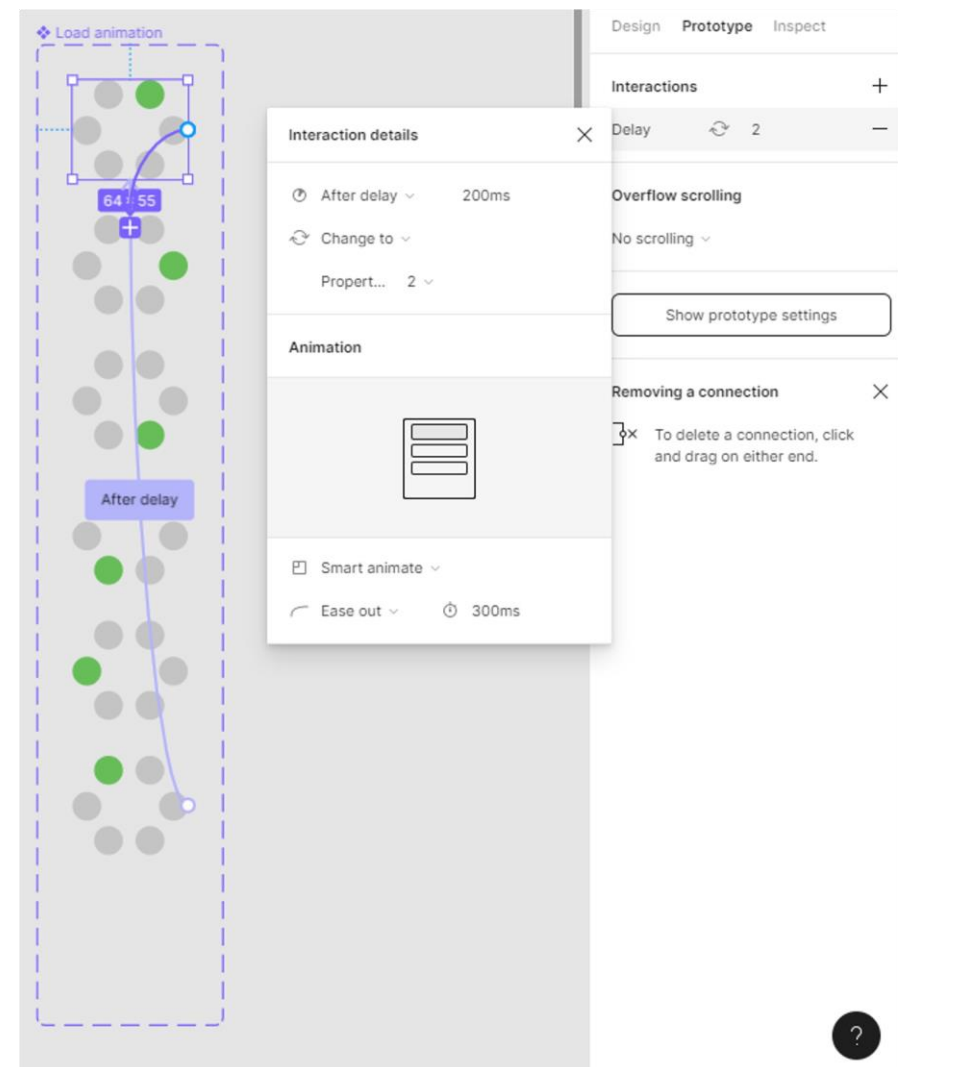 Load animation
64 × 55
After delay
Interaction details
After delay
200ms
Change to
Propert... 2
Animation
Smart animate
Ease out
300ms
Design Prototype Inspect
Interactions
Delay 2
Overflow scrolling
No scrolling
Show prototype settings
Removing a connection
To delete a connection, click
and drag on either end.
?